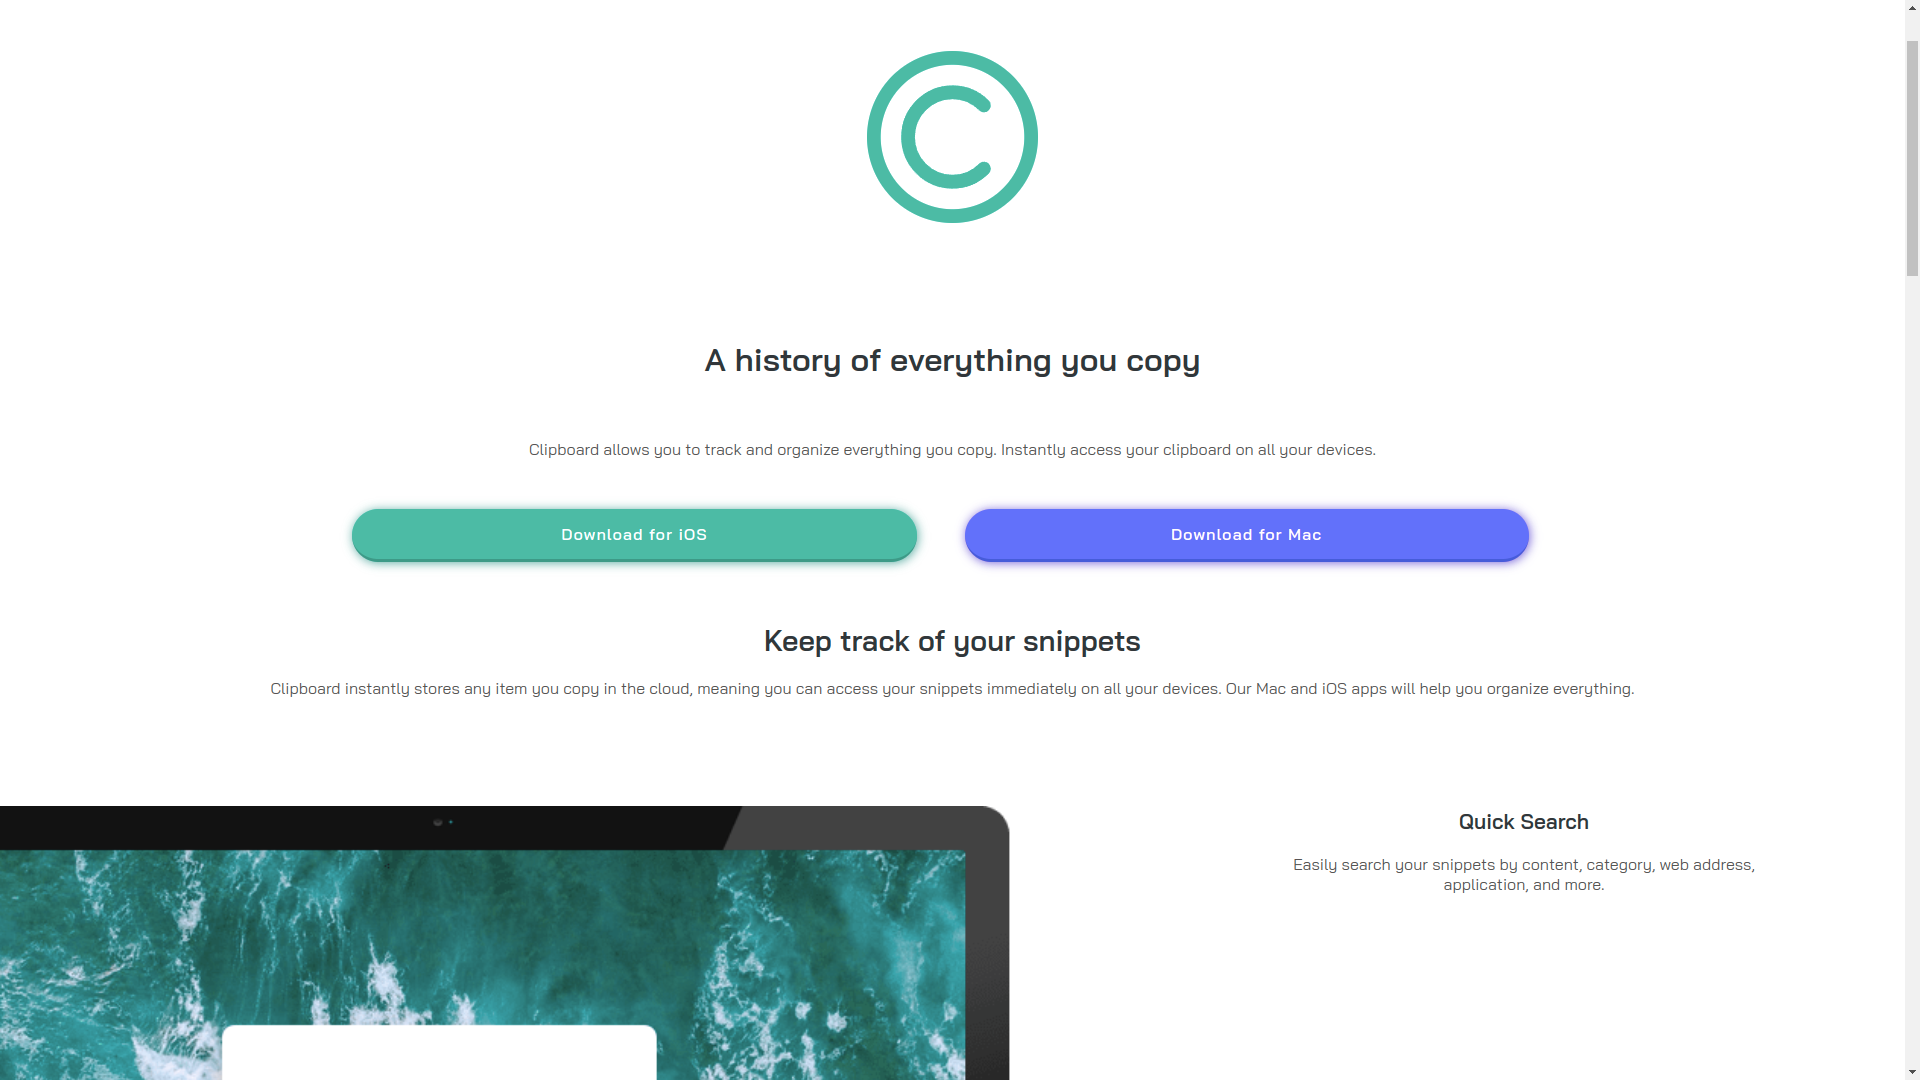 A history of everything you copy
Clipboard allows you to track and organize everything you copy. Instantly access your clipboard on all your devices.
Download for iOS
Download for Mac
Keep track of your snippets
Clipboard instantly stores any item you copy in the cloud, meaning you can access your snippets immediately on all your devices. Our Mac and iOS apps will help you organize everything.
Quick Search
Easily search your snippets by content, category, web address,
application, and more.